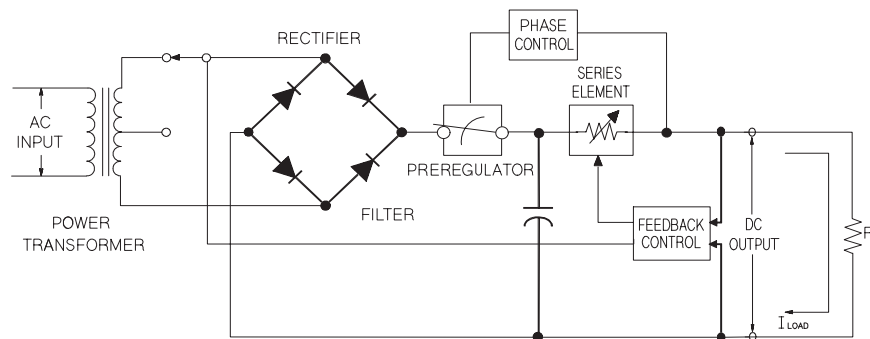 PHASE
CONTROL
RECTIFIER
SERIES
ELEMENT
AC
INPUT
PREREGULATOR
FILTER
POWER
TRANSFORMER
FEEDBACK
CONTROL
DC
OUTPUT
R
I LOAD